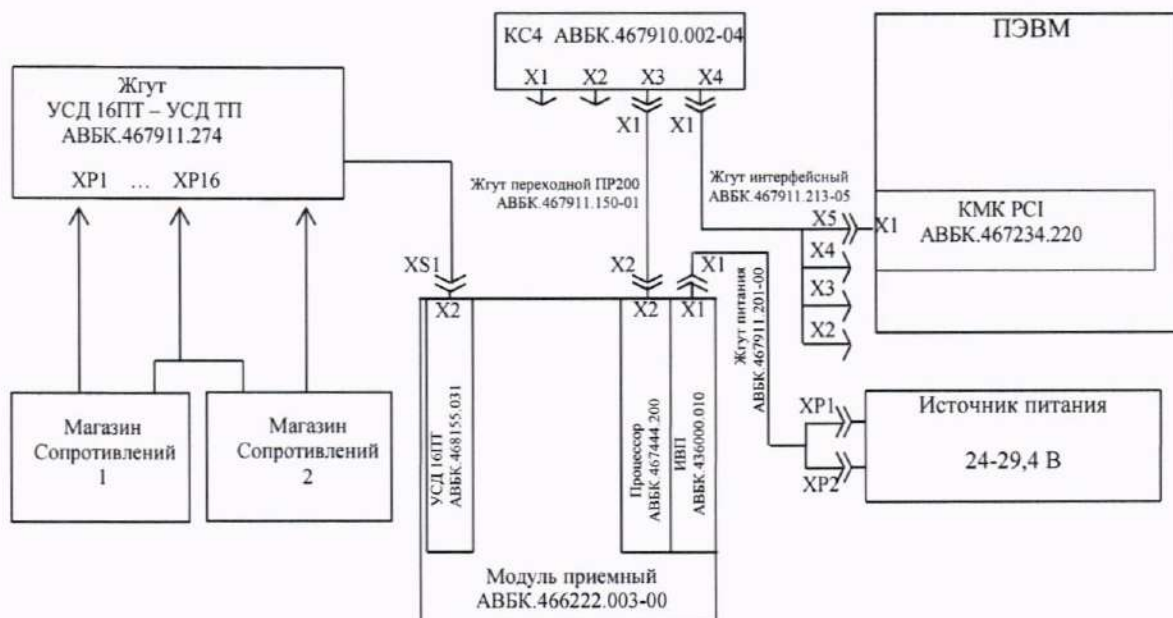 КС4 АВБК.467910.002-04
X1 X2 X3 X4
X1 X1
ПЭВМ
Жгут
УСД 16ПТ – УСД ТП
АВБК.467911.274
XP1 ... XP16
Жгут переходной ПР200
АВБК.467911.150-01
Жгут интерфейсный
АВБК.467911.213-05
X5
X4
X3
X2
X1
КМК PCI
АВБК.467234.220
XS1
X2
X1
X2
X2
X1
Жгут питания
АВБК.467911.201-00
Магазин
Сопротивлений
1
Магазин
Сопротивлений
2
УСД 16ПТ
АВБК.468155.031
Процессор
АВБК.467444.200
ИВП
АВБК.436000.010
Модуль приемный
АВБК.466222.003-00
XP1
XP2
Источник питания
24-29,4 В